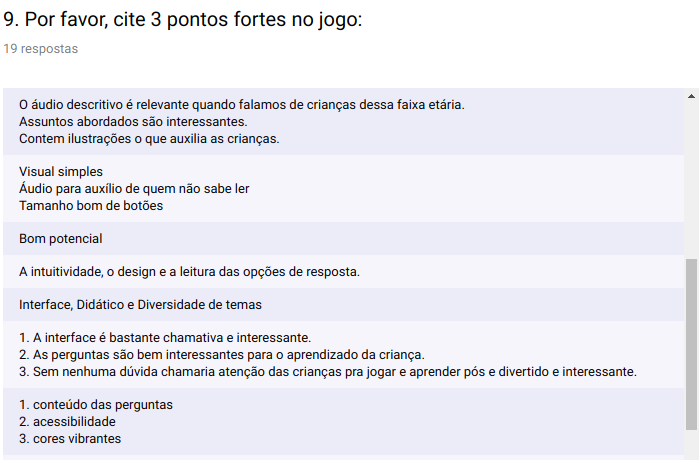 9. Por favor, cite 3 pontos fortes no jogo:
19 respostas
O áudio descritivo é relevante quando falamos de crianças dessa faixa etária.
Assuntos abordados são interessantes.
Contem ilustrações o que auxilia as crianças.
Visual simples
Áudio para auxílio de quem não sabe ler
Tamanho bom de botões
Bom potencial
A intuitividade, o design e a leitura das opções de resposta.
Interface, Didático e Diversidade de temas
1. A interface é bastante chamativa e interessante.
2. As perguntas são bem interessantes para o aprendizado da criança.
3. Sem nenhuma dúvida chamaria atenção das crianças pra jogar e aprender pós e divertido e interessante.
1. conteúdo das perguntas
2. acessibilidade
3. cores vibrantes